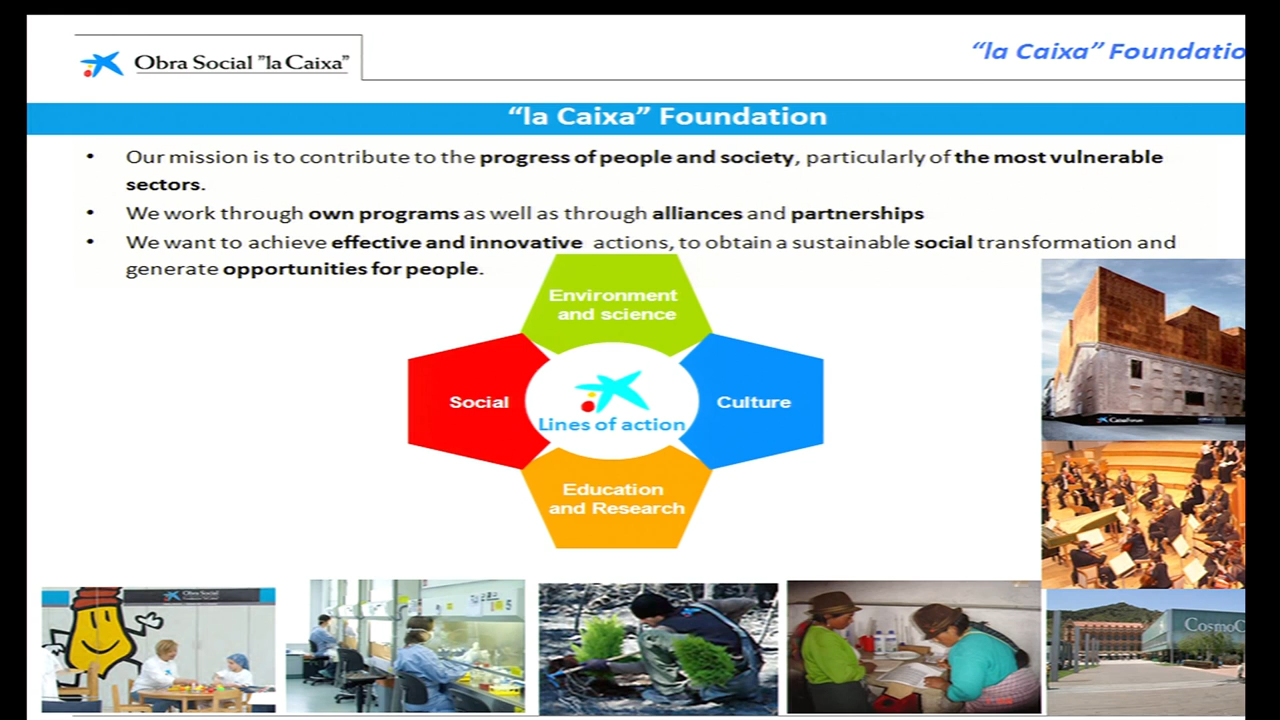 Obra Social "la Caixa"
"la Caixa" Foundatio
"la Caixa" Foundation
• Our mission is to contribute to the progress of people and society, particularly of the most vulnerable
sectors.
• We work through own programs as well as through alliances and partnerships
• We want to achieve effective and innovative actions, to obtain a sustainable social transformation and
generate opportunities for people.
Environment
and science
Social
Culture
Lines of action
Education
and Research
CaixaForum
Obra Social
CosmoC